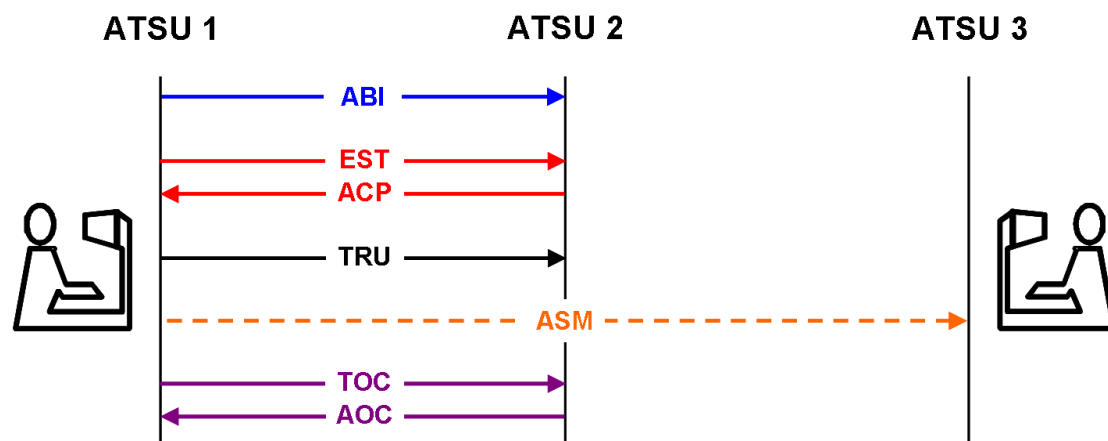 ATSU 1 ATSU 2 ATSU 3
ABI
EST
ACP
TRU
ASM
TOC
AOC